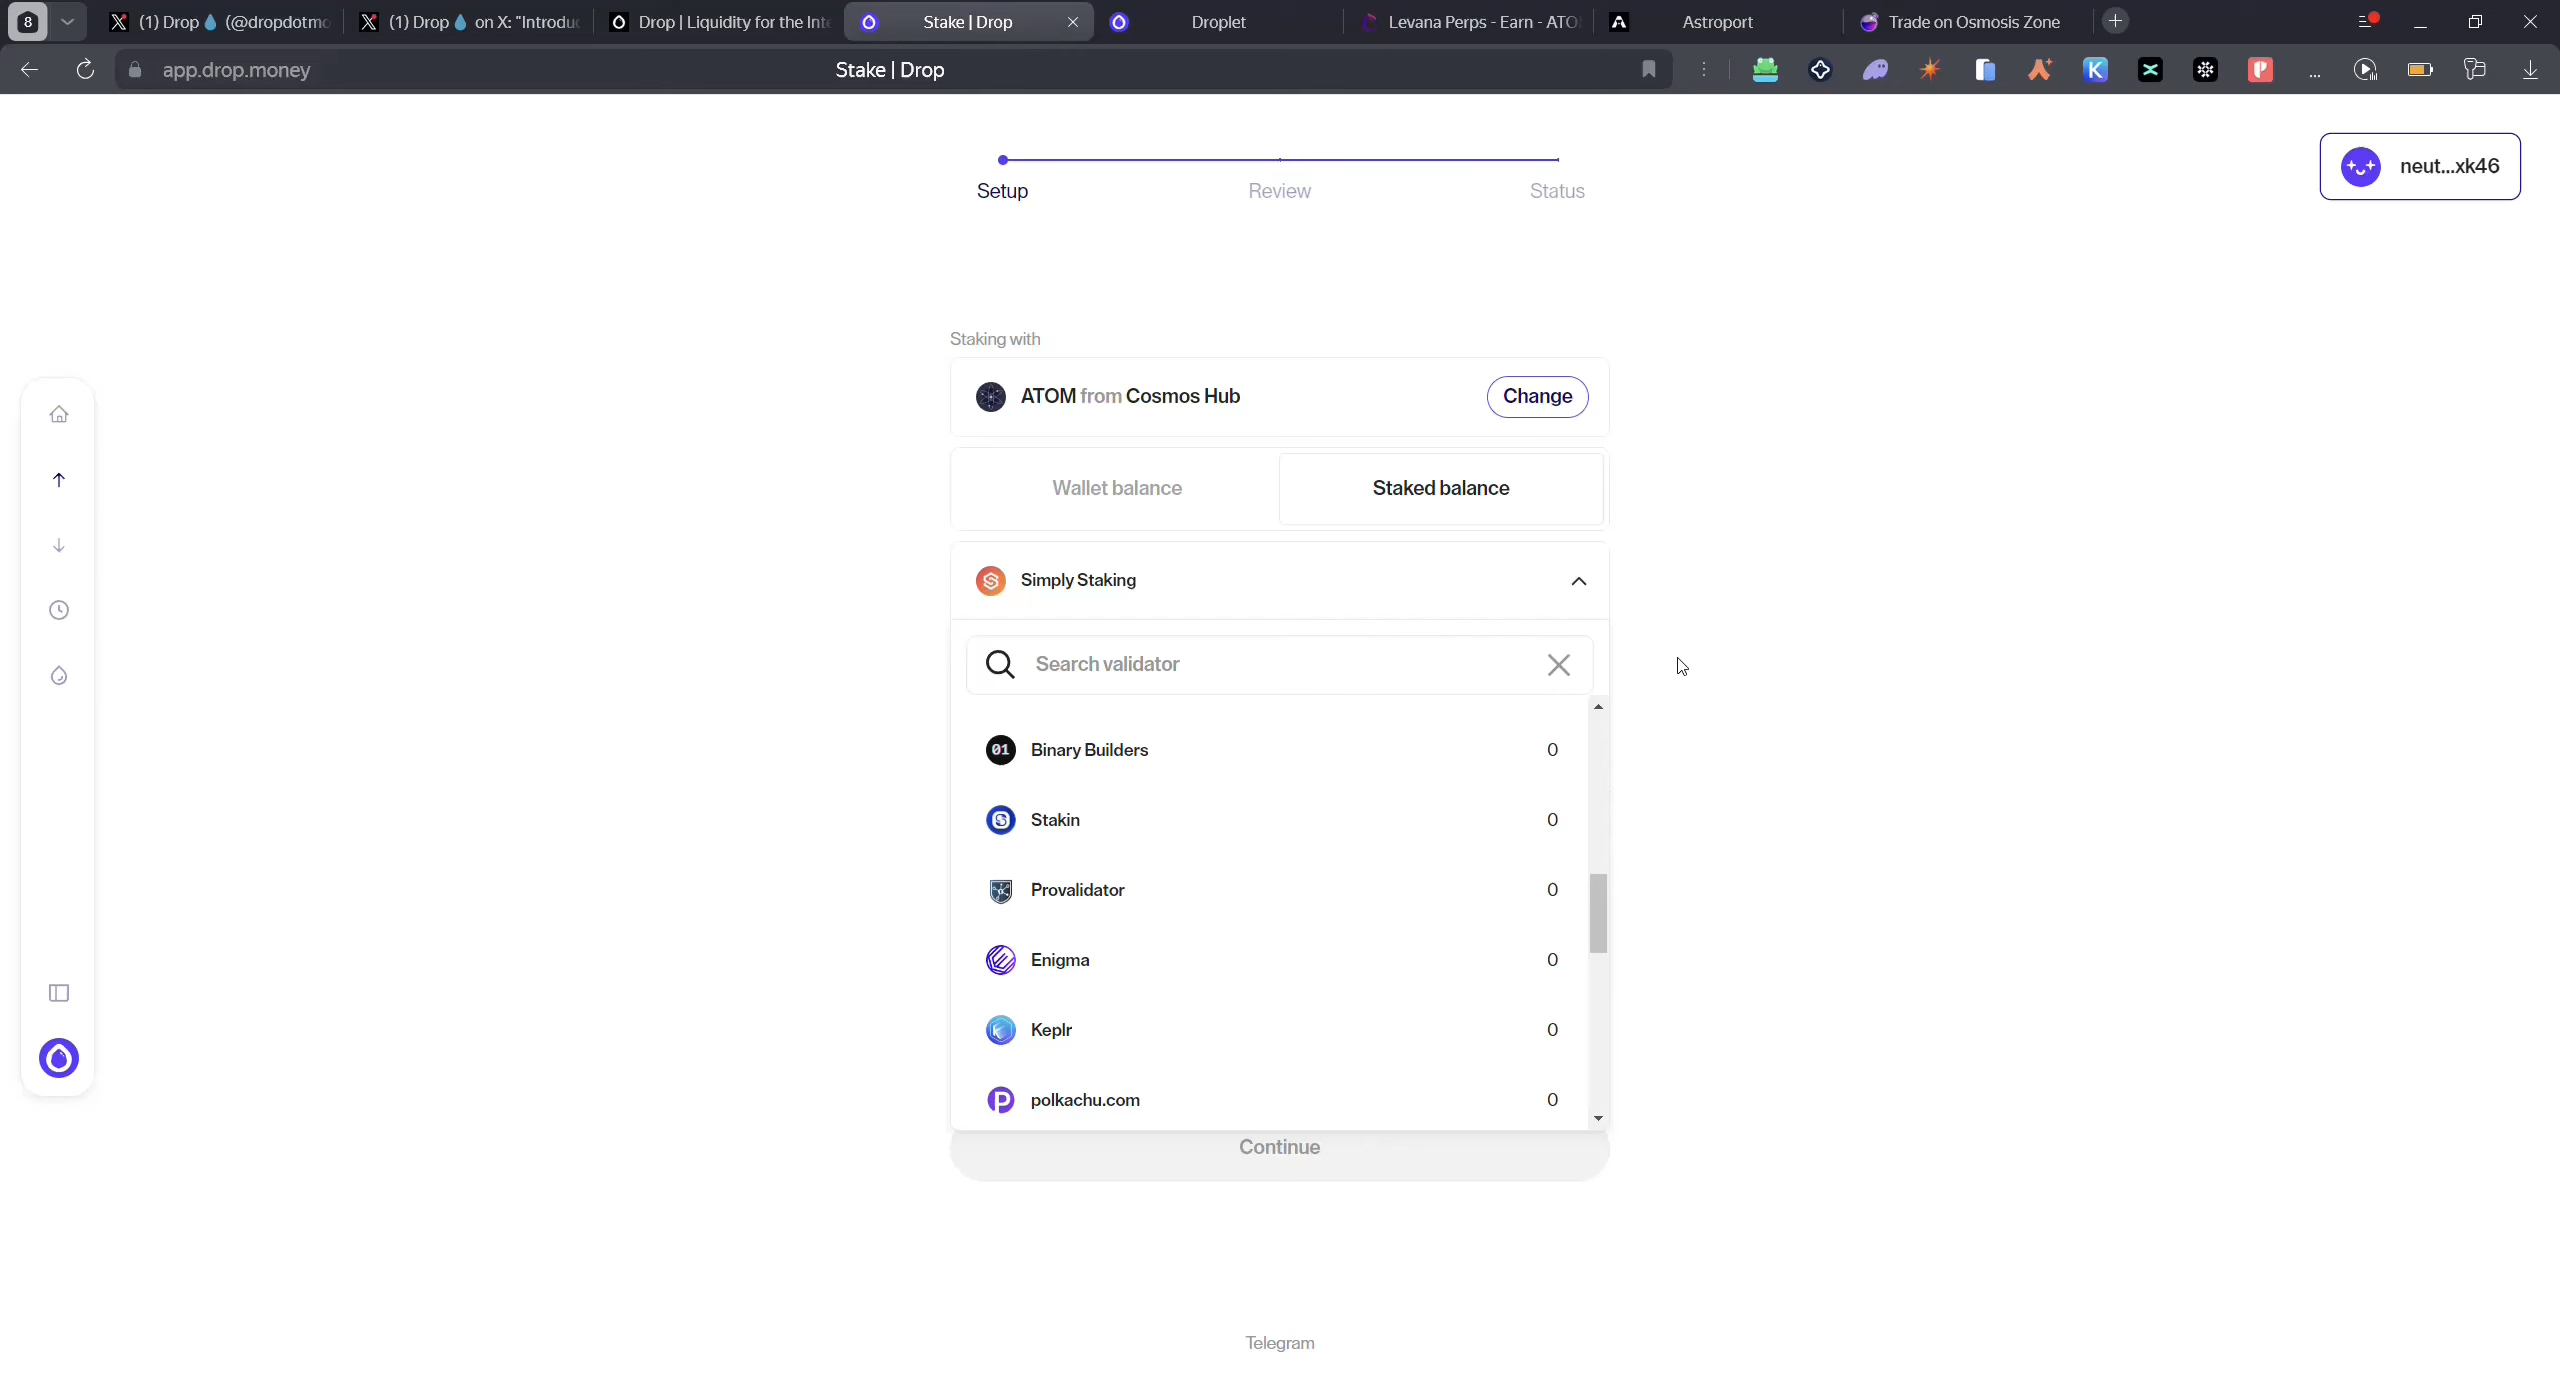 8
(1) Drop💧 (@dropdotmo
(1) Drop💧 on X: "Introdu
Drop | Liquidity for the Inte
Stake | Drop
Droplet
Levana Perps - Earn - ATO
Astroport
Trade on Osmosis Zone
app.drop.money
Stake | Drop
Setup
Review
Status
neut...xk46
Staking with
ATOM from Cosmos Hub
Change
Wallet balance
Staked balance
Simply Staking
Search validator
01 Binary Builders 0
Stakin 0
Provalidator 0
Enigma 0
Keplr 0
polkachu.com 0
Continue
Telegram